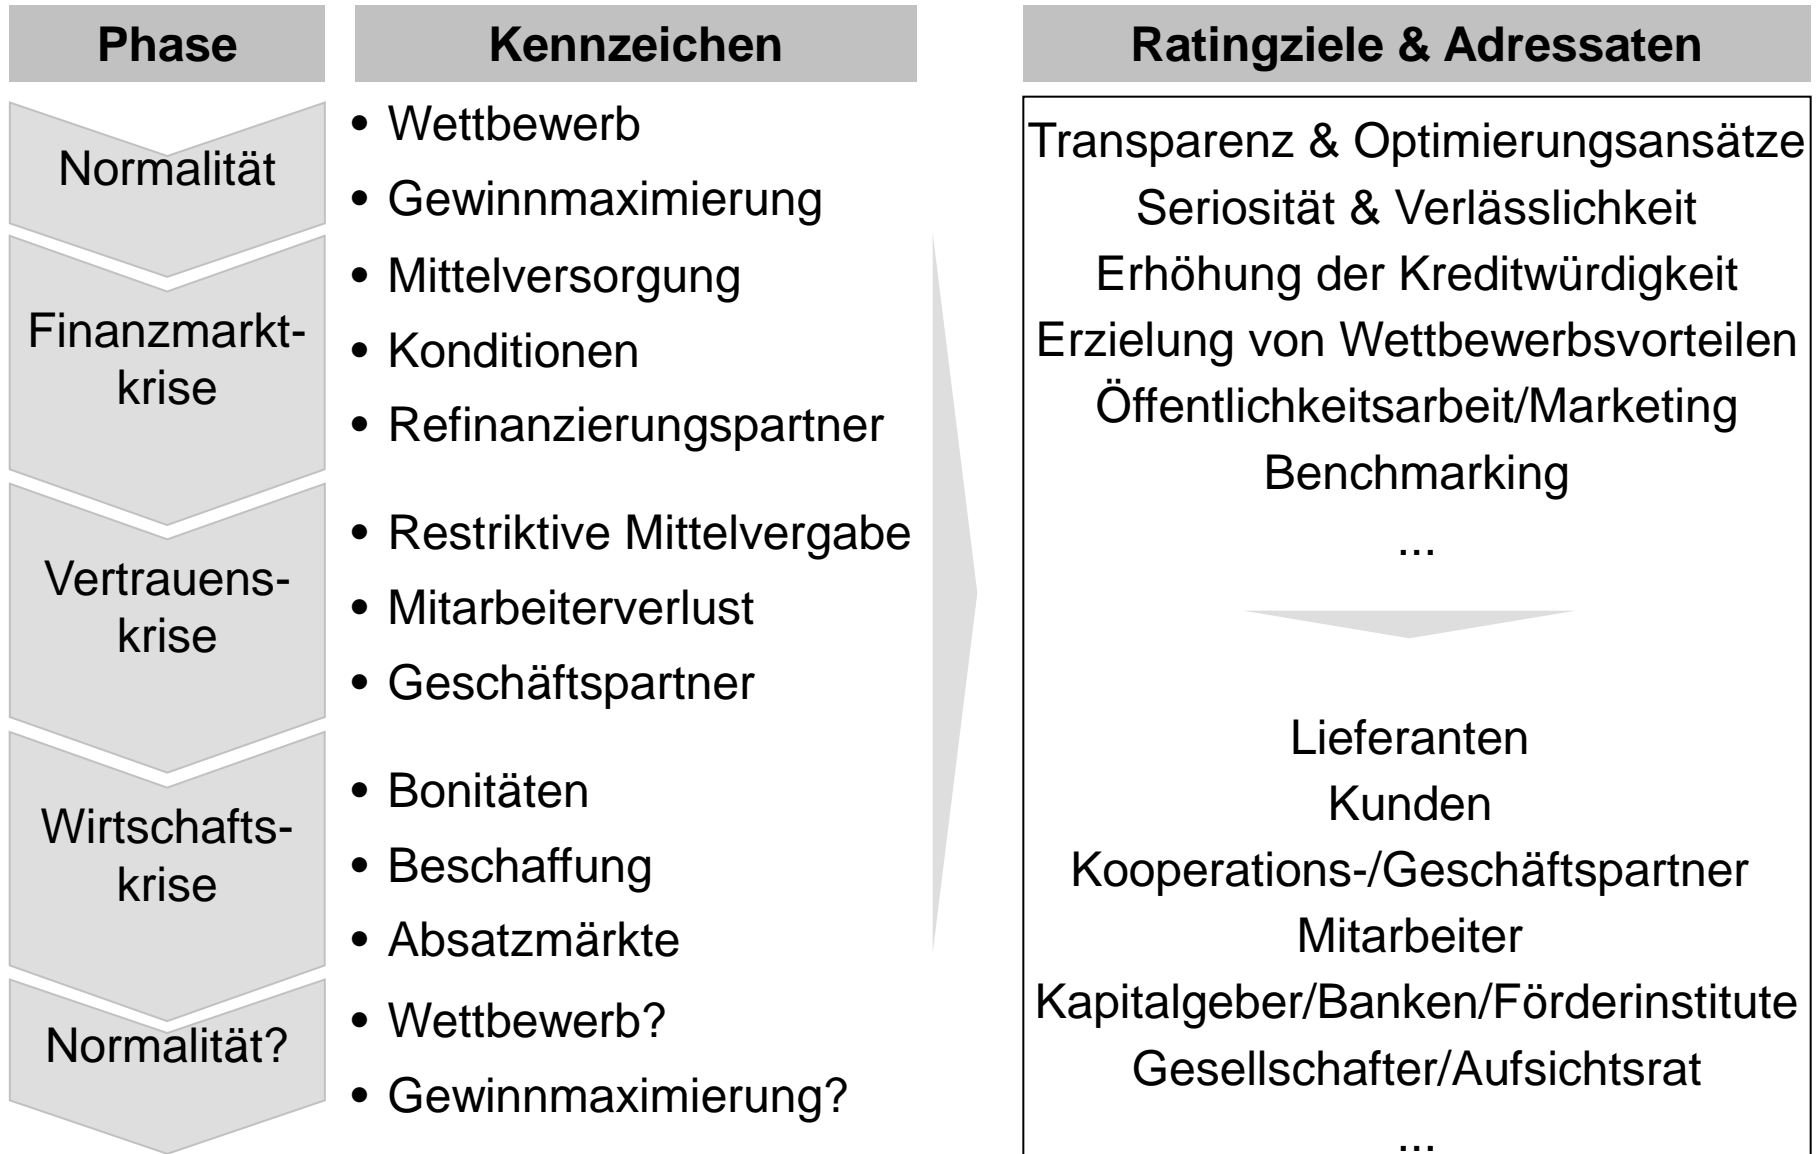 Phase
Kennzeichen
Ratingziele & Adressaten
Normalität
• Wettbewerb
• Gewinnmaximierung
Finanzmarkt-
krise
• Mittelversorgung
• Konditionen
• Refinanzierungspartner
Vertrauens-
krise
• Restriktive Mittelvergabe
• Mitarbeiterverlust
• Geschäftspartner
Wirtschafts-
krise
• Bonitäten
• Beschaffung
• Absatzmärkte
Normalität?
• Wettbewerb?
• Gewinnmaximierung?
Transparenz & Optimierungsansätze
Seriosität & Verlässlichkeit
Erhöhung der Kreditwürdigkeit
Erzielung von Wettbewerbsvorteilen
Öffentlichkeitsarbeit/Marketing
Benchmarking
...
Lieferanten
Kunden
Kooperations-/Geschäftspartner
Mitarbeiter
Kapitalgeber/Banken/Förderinstitute
Gesellschafter/Aufsichtsrat
...